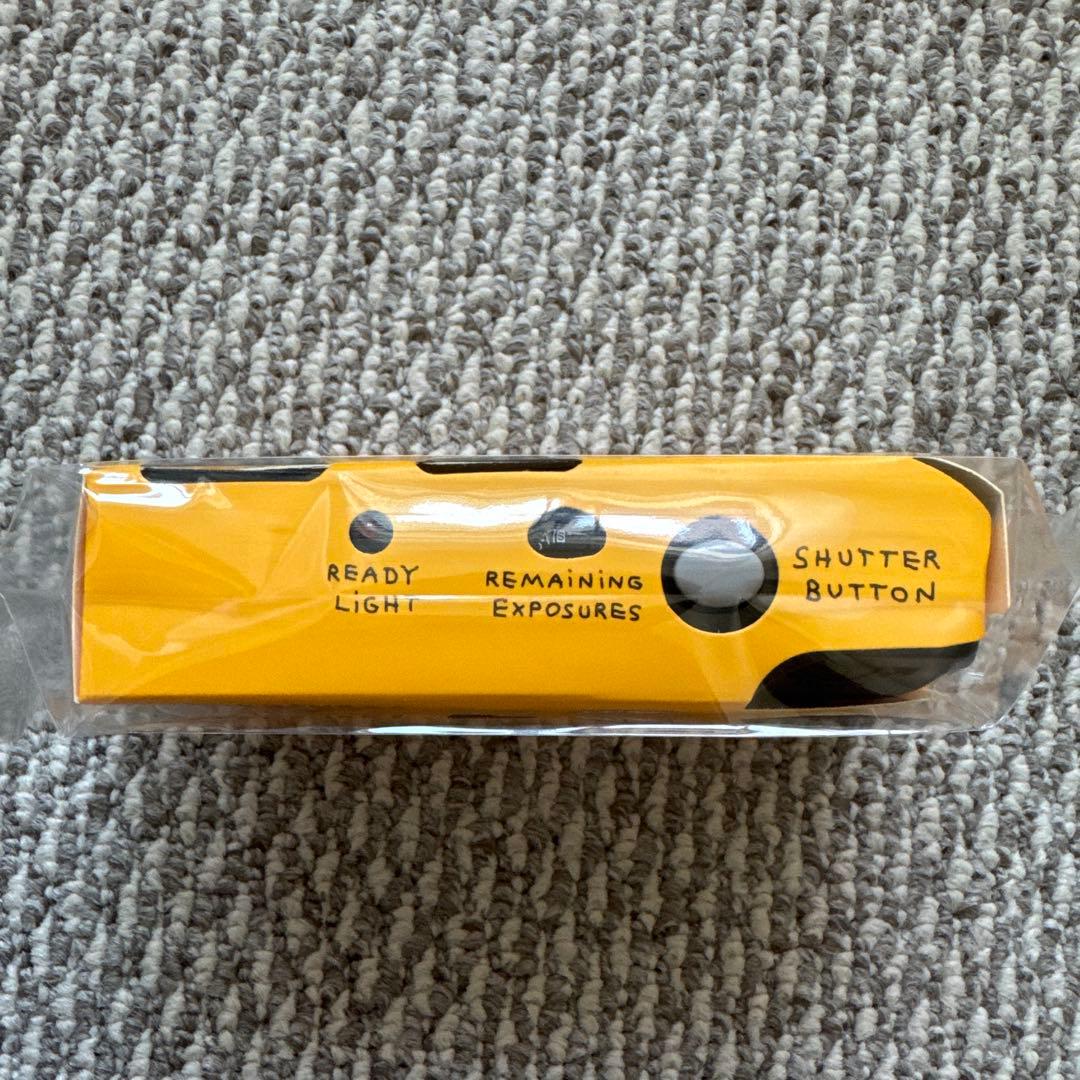 READY
LiGHT
REMAiNiNG
EXPOSURES
SHUTTER
BUTTON